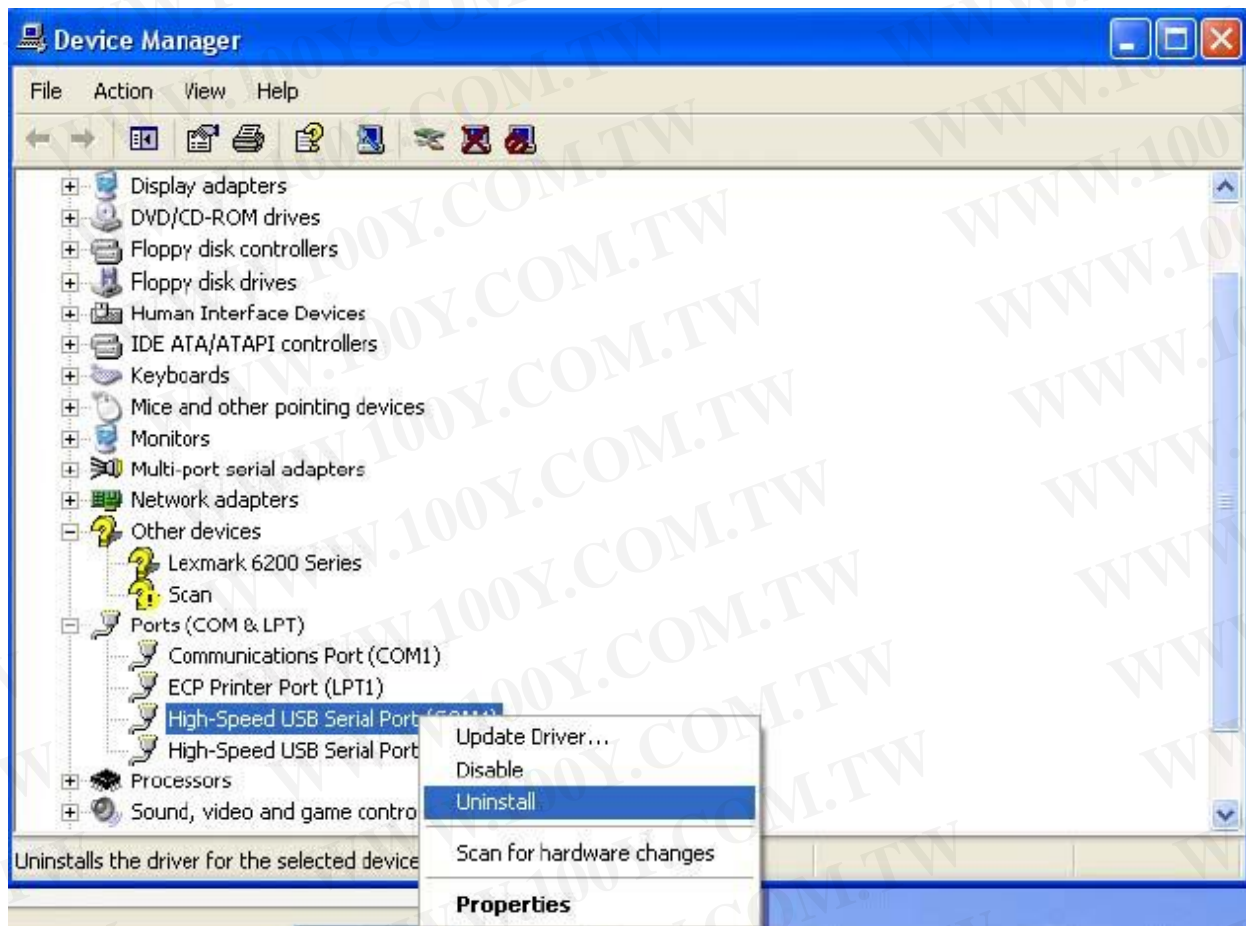 Device Manager
File Action View Help
Display adapters
DVD/CD-ROM drives
Floppy disk controllers
Floppy disk drives
Human Interface Devices
IDE ATA/ATAPI controllers
Keyboards
Mice and other pointing devices
Monitors
Multi-port serial adapters
Network adapters
Other devices
Lexmark 6200 Series
Scan
Ports (COM & LPT)
Communications Port (COM1)
ECP Printer Port (LPT1)
High-Speed USB Serial Port
High-Speed USB Serial Port
Processors
Sound, video and game contro
Update Driver...
Disable
Uninstall
Scan for hardware changes
Properties
Uninstalls the driver for the selected device
WWW.100Y.COM.TW